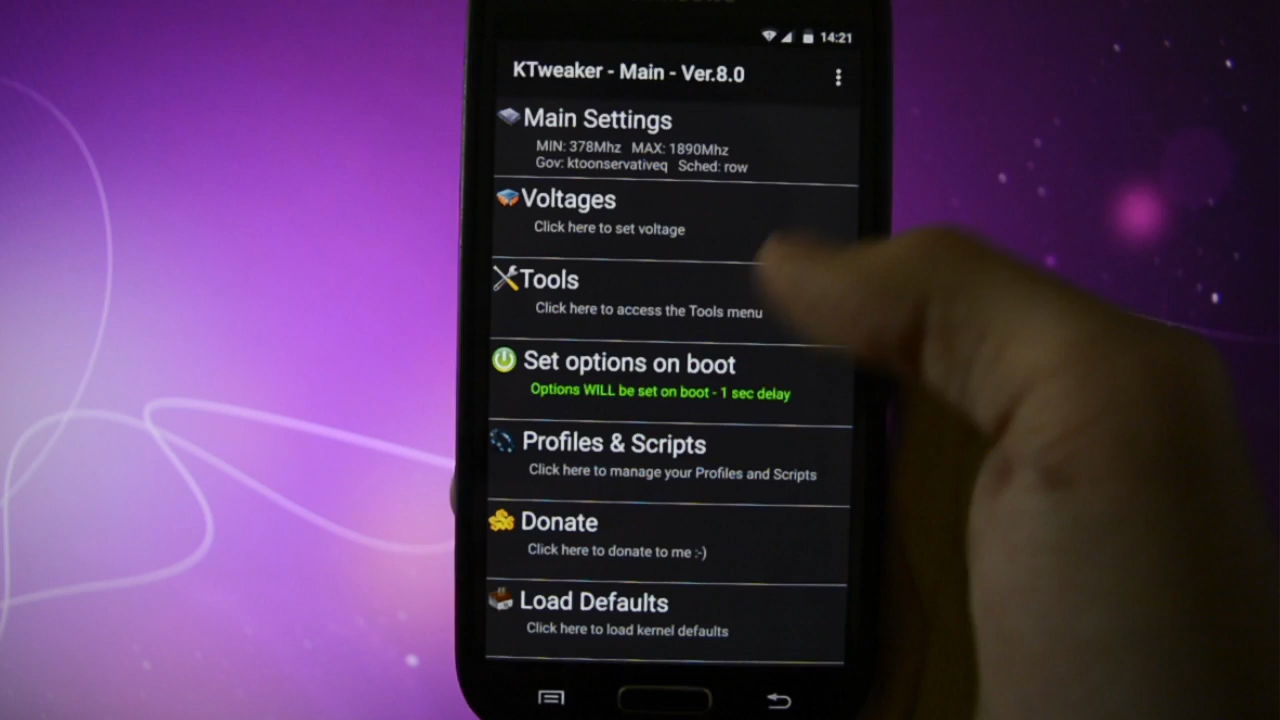 14:21
KTweaker - Main - Ver.8.0
Main Settings
MIN: 378Mhz MAX: 1890Mhz
Gov: ktoonservativeq Sched: row
Voltages
Click here to set voltage
Tools
Click here to access the Tools menu
Set options on boot
Options WILL be set on boot - 1 sec delay
Profiles & Scripts
Click here to manage your Profiles and Scripts
Donate
Click here to donate to me :-)
Load Defaults
Click here to load kernel defaults